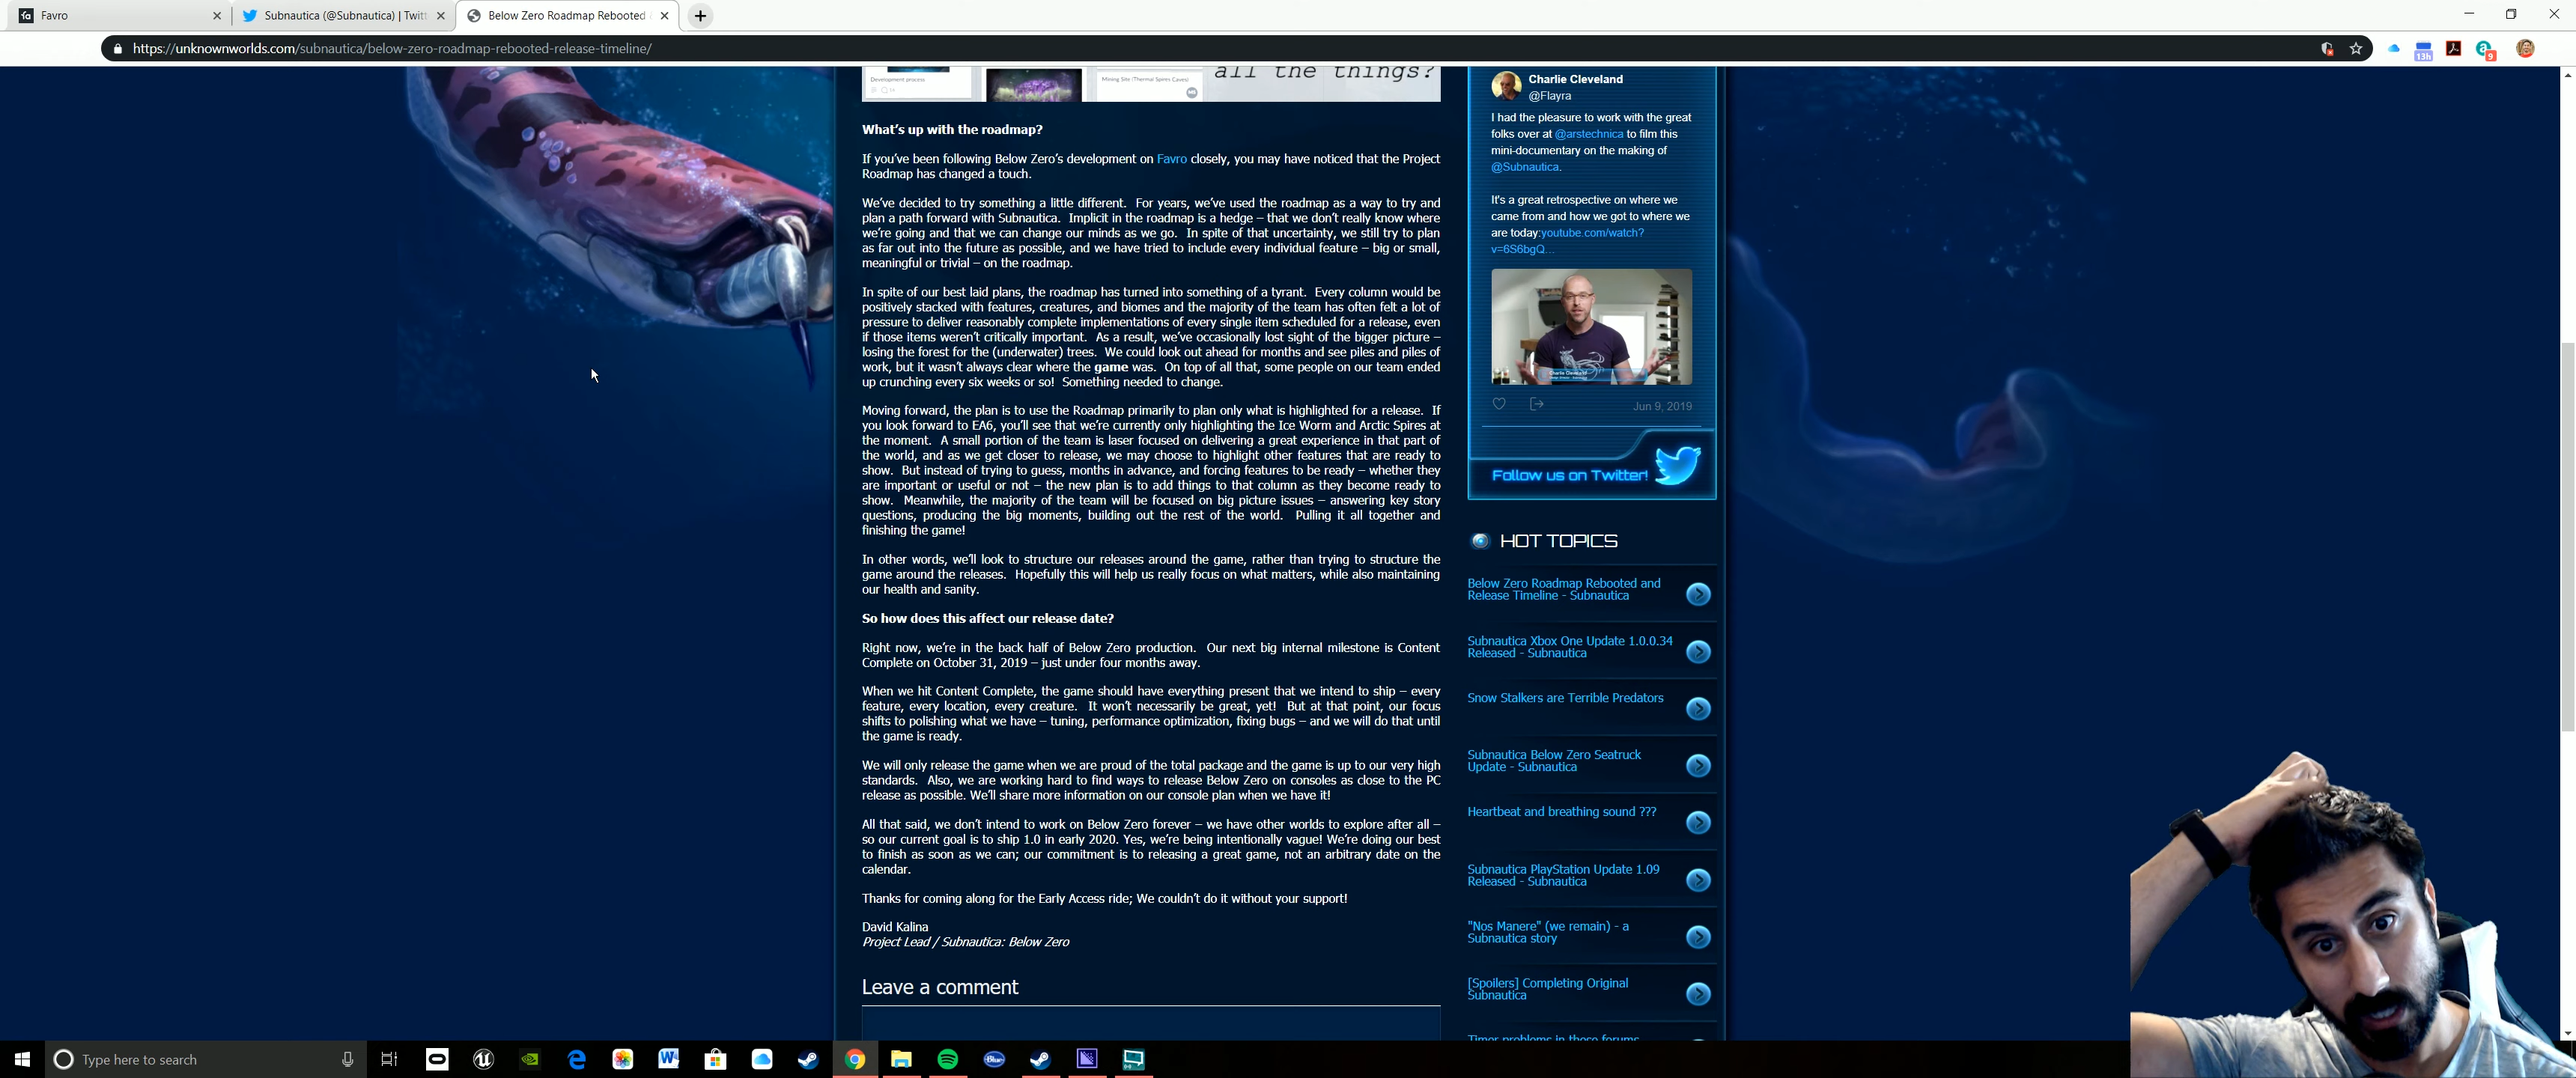 Favro
Subnautica (@Subnautica) | Twitt
Below Zero Roadmap Rebooted
https://unknownworlds.com/subnautica/below-zero-roadmap-rebooted-release-timeline/
13h
9
Development process
Mining Site (Thermal Spires Caves)
all the things?
What's up with the roadmap?
If you've been following Below Zero's development on Favro closely, you may have noticed that the Project
Roadmap has changed a touch.
We've decided to try something a little different. For years, we've used the roadmap as a way to try and
plan a path forward with Subnautica. Implicit in the roadmap is a hedge – that we don't really know where
we're going and that we can change our minds as we go. In spite of that uncertainty, we still try to plan
as far out into the future as possible, and we have tried to include every individual feature – big or small,
meaningful or trivial – on the roadmap.
In spite of our best laid plans, the roadmap has turned into something of a tyrant. Every column would be
positively stacked with features, creatures, and biomes and the majority of the team has often felt a lot of
pressure to deliver reasonably complete implementations of every single item scheduled for a release, even
if those items weren't critically important. As a result, we've occasionally lost sight of the bigger picture –
losing the forest for the (underwater) trees. We could look out ahead for months and see piles and piles of
work, but it wasn't always clear where the game was. On top of all that, some people on our team ended
up crunching every six weeks or so! Something needed to change.
Moving forward, the plan is to use the Roadmap primarily to plan only what is highlighted for a release. If
you look forward to EA6, you'll see that we're currently only highlighting the Ice Worm and Arctic Spires at
the moment. A small portion of the team is laser focused on delivering a great experience in that part of
the world, and as we get closer to release, we may choose to highlight other features that are ready to
show. But instead of trying to guess, months in advance, and forcing features to be ready – whether they
are important or useful or not – the new plan is to add things to that column as they become ready to
show. Meanwhile, the majority of the team will be focused on big picture issues – answering key story
questions, producing the big moments, building out the rest of the world. Pulling it all together and
finishing the game!
In other words, we'll look to structure our releases around the game, rather than trying to structure the
game around the releases. Hopefully this will help us really focus on what matters, while also maintaining
our health and sanity.
So how does this affect our release date?
Right now, we're in the back half of Below Zero production. Our next big internal milestone is Content
Complete on October 31, 2019 – just under four months away.
When we hit Content Complete, the game should have everything present that we intend to ship – every
feature, every location, every creature. It won't necessarily be great, yet! But at that point, our focus
shifts to polishing what we have – tuning, performance optimization, fixing bugs – and we will do that until
the game is ready.
We will only release the game when we are proud of the total package and the game is up to our very high
standards. Also, we are working hard to find ways to release Below Zero on consoles as close to the PC
release as possible. We'll share more information on our console plan when we have it!
All that said, we don't intend to work on Below Zero forever – we have other worlds to explore after all –
so our current goal is to ship 1.0 in early 2020. Yes, we're being intentionally vague! We're doing our best
to finish as soon as we can; our commitment is to releasing a great game, not an arbitrary date on the
calendar.
Thanks for coming along for the Early Access ride; We couldn't do it without your support!
David Kalina
Project Lead / Subnautica: Below Zero
Leave a comment
Charlie Cleveland
@Flayra
I had the pleasure to work with the great
folks over at @arstechnica to film this
mini-documentary on the making of
@Subnautica.
It's a great retrospective on where we
came from and how we got to where we
are today:youtube.com/watch?
v=6S6bgQ...
Charlie Cleveland
Jun 9, 2019
Follow us on Twitter!
HOT TOPICS
Below Zero Roadmap Rebooted and
Release Timeline - Subnautica
Subnautica Xbox One Update 1.0.0.34
Released - Subnautica
Snow Stalkers are Terrible Predators
Subnautica Below Zero Seatruck
Update - Subnautica
Heartbeat and breathing sound ???
Subnautica PlayStation Update 1.09
Released - Subnautica
"Nos Manere" (we remain) - a
Subnautica story
[Spoilers] Completing Original
Subnautica
Timer problems in these forums
Type here to search
Blue